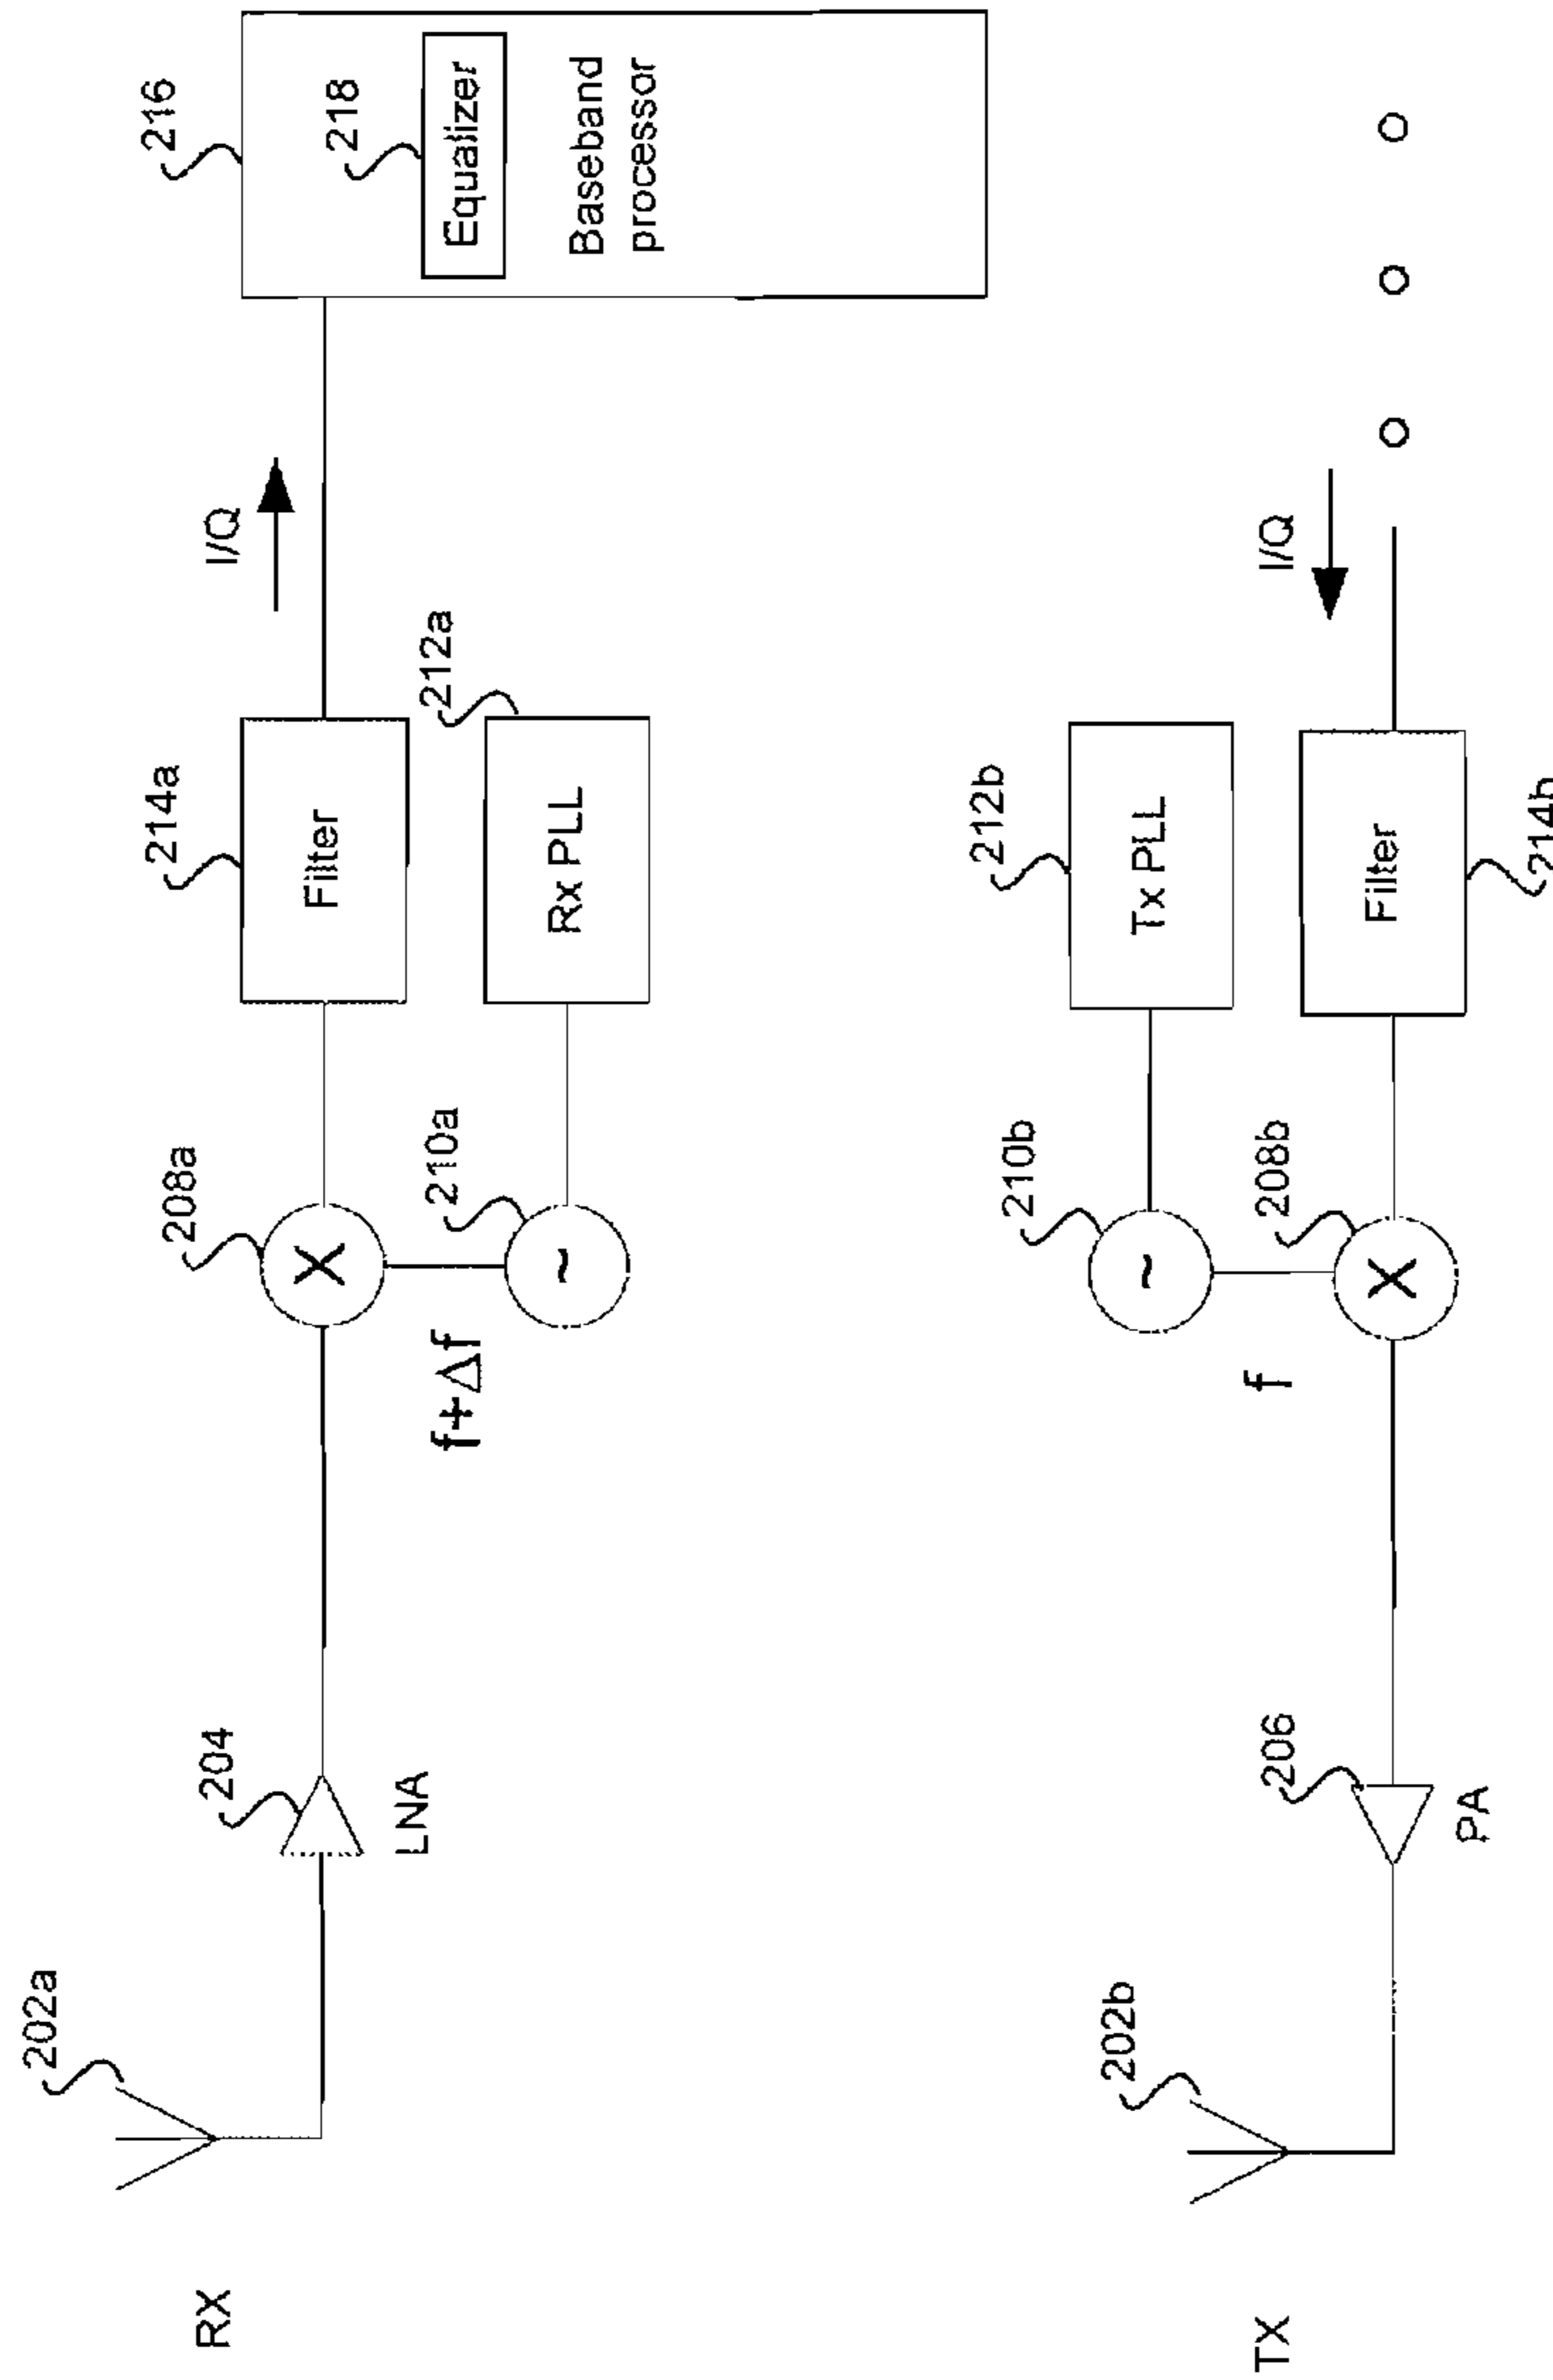 RX
202a
204
LNA
208a
f+Δf
210a
~
X
214a
Filter
212a
Rx PLL
I/Q
216
218
Equalizer
Baseband
processor
TX
202b
206
PA
f
210b
~
208b
X
212b
Tx PLL
Filter
214b
I/Q